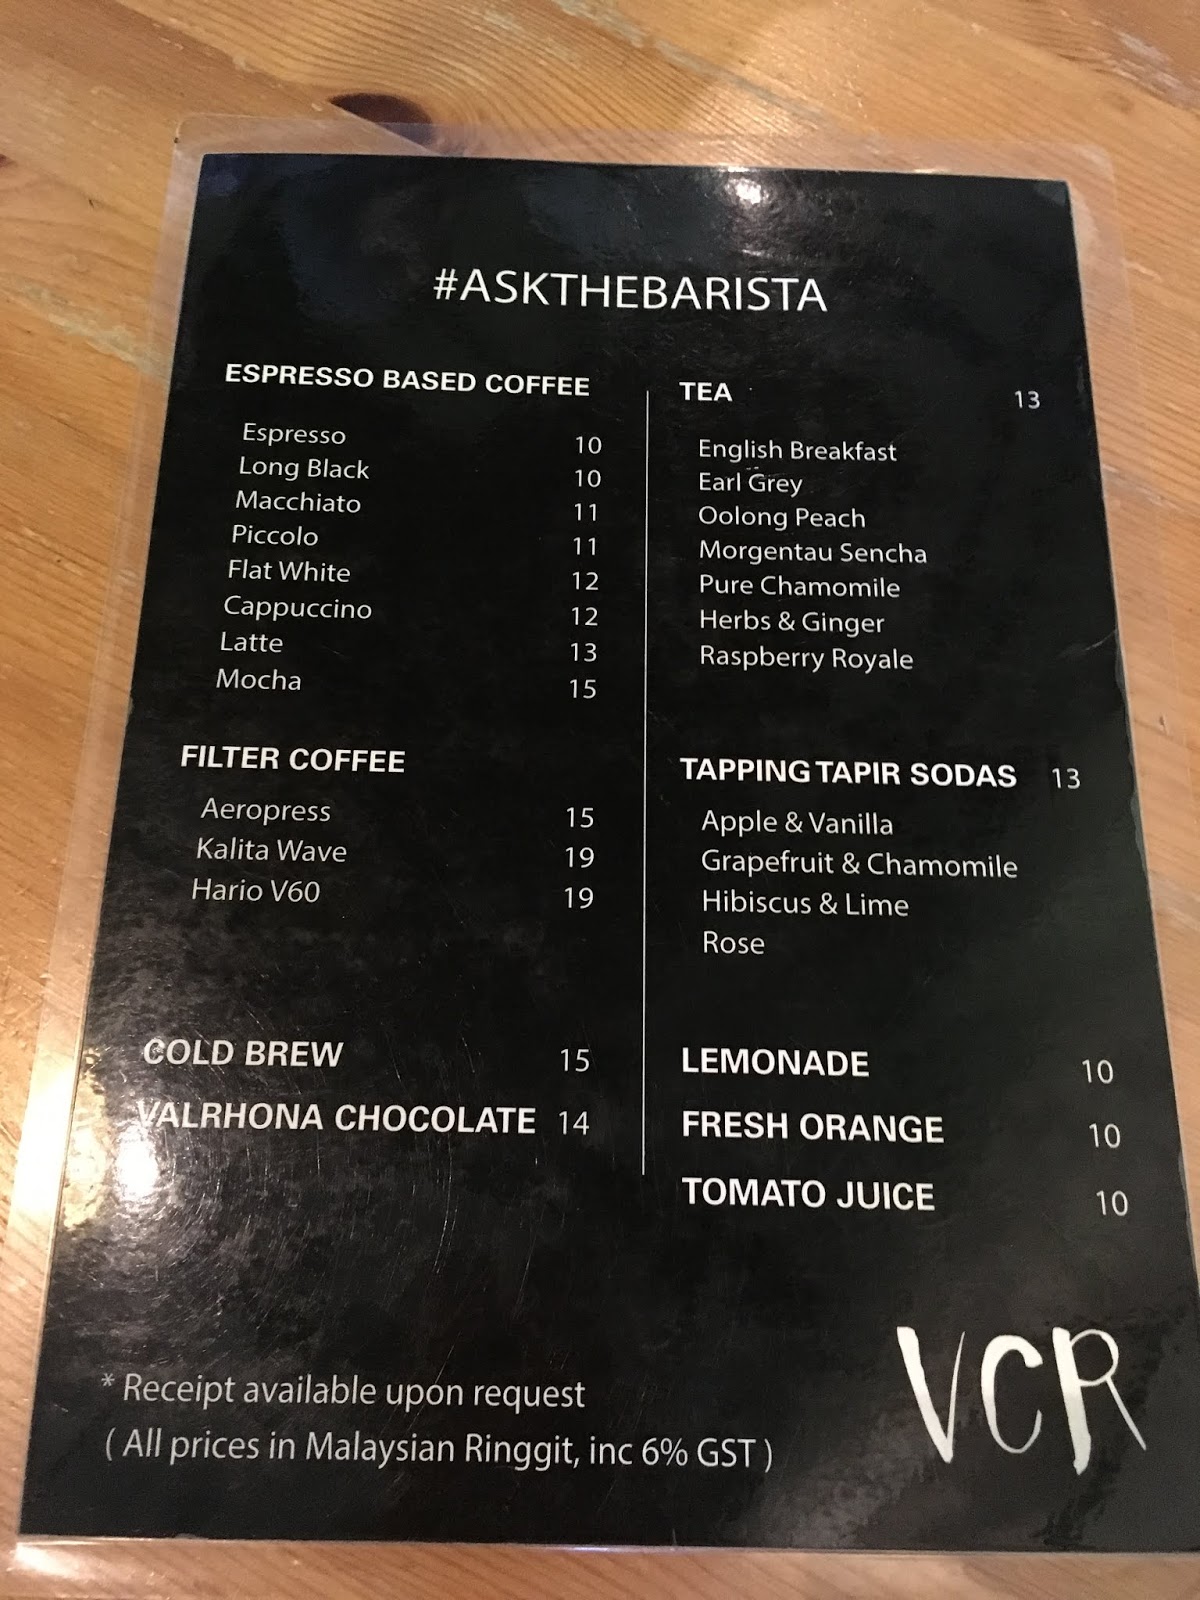 #ASKTHEBARISTA
ESPRESSO BASED COFFEE
Espresso 10
Long Black 10
Macchiato 11
Piccolo 11
Flat White 12
Cappuccino 12
Latte 13
Mocha 15
FILTER COFFEE
Aeropress 15
Kalita Wave 19
Hario V60 19
COLD BREW 15
VALRHONA CHOCOLATE 14
TEA 13
English Breakfast
Earl Grey
Oolong Peach
Morgentau Sencha
Pure Chamomile
Herbs & Ginger
Raspberry Royale
TAPPING TAPIR SODAS 13
Apple & Vanilla
Grapefruit & Chamomile
Hibiscus & Lime
Rose
LEMONADE 10
FRESH ORANGE 10
TOMATO JUICE 10
* Receipt available upon request
( All prices in Malaysian Ringgit, inc 6% GST )
VCR